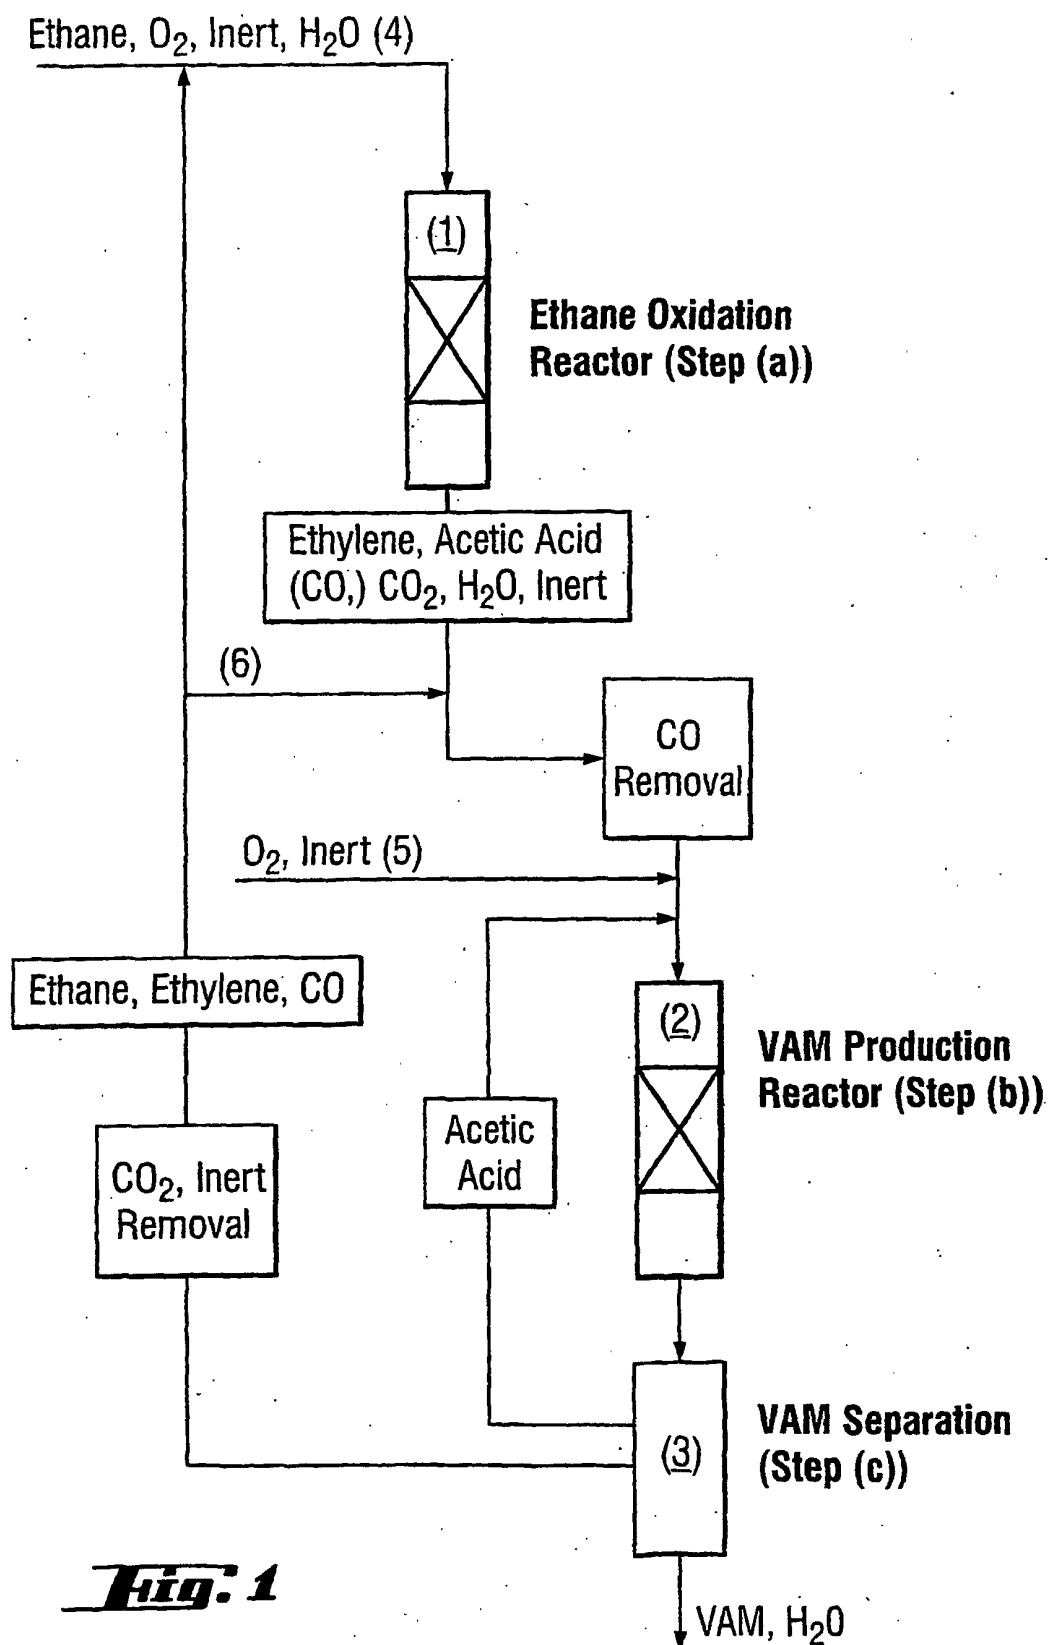 Ethane, O₂, Inert, H₂O (4)
(1)
Ethane Oxidation
Reactor (Step (a))
Ethylene, Acetic Acid
(CO,) CO₂, H₂O, Inert
(6)
CO
Removal
O₂, Inert (5)
Ethane, Ethylene, CO
(2)
VAM Production
Reactor (Step (b))
Acetic
Acid
CO₂, Inert
Removal
VAM Separation
(Step (c))
(3)
Fig. 1
VAM, H₂O